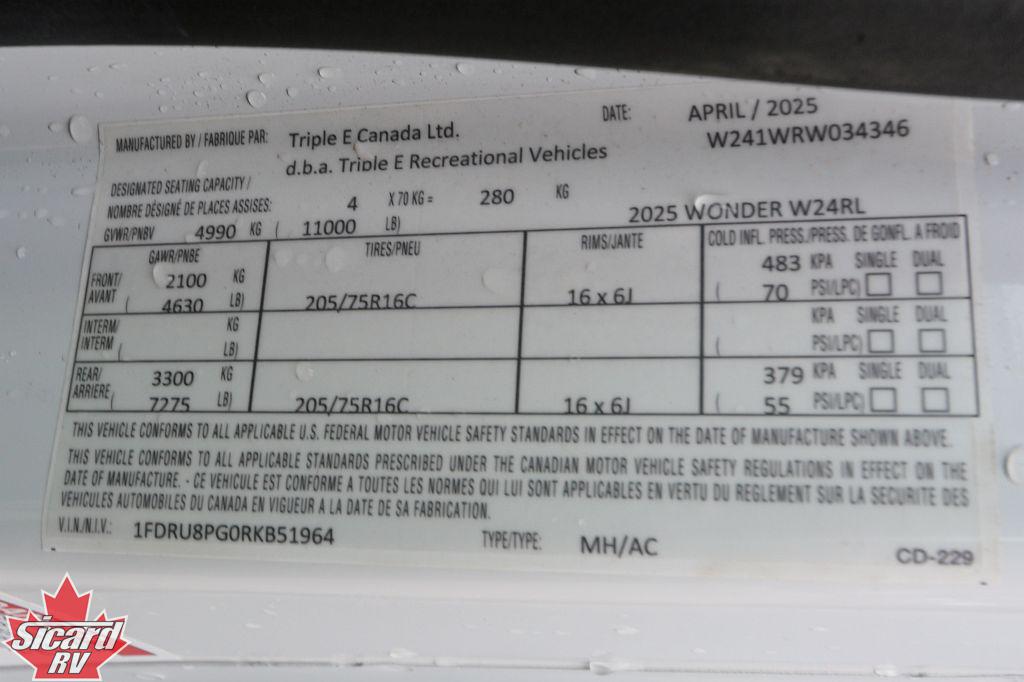 DATE: APRIL / 2025
MANUFACTURED BY / FABRIQUE PAR: Triple E Canada Ltd. W241WRW034346
d.b.a. Triple E Recreational Vehicles
DESIGNATED SEATING CAPACITY /
NOMBRE DÉSIGNÉ DE PLACES ASSISES: 4 X 70 KG = 280 KG
GVWR/PNBV 4990 KG ( 11000 LB) 2025 WONDER W24RL
GAWR/PNBE TIRES/PNEU RIMS/JANTE COLD INFL. PRESS./PRESS. DE GONFL. A FROID
FRONT/ 2100 KG 483 KPA SINGLE DUAL
AVANT ( 4630 LB) 205/75R16C 16 x 6J ( 70 PSI/LPC)
INTERM/ KG KPA SINGLE DUAL
INTERM ( LB) ( PSI/LPC)
REAR/ 3300 KG 379 KPA SINGLE DUAL
ARRIERE ( 7275 LB) 205/75R16C 16 x 6J ( 55 PSI/LPC)
THIS VEHICLE CONFORMS TO ALL APPLICABLE U.S. FEDERAL MOTOR VEHICLE SAFETY STANDARDS IN EFFECT ON THE DATE OF MANUFACTURE SHOWN ABOVE.
THIS VEHICLE CONFORMS TO ALL APPLICABLE STANDARDS PRESCRIBED UNDER THE CANADIAN MOTOR VEHICLE SAFETY REGULATIONS IN EFFECT ON THE
DATE OF MANUFACTURE. - CE VEHICULE EST CONFORME A TOUTES LES NORMES QUI LUI SONT APPLICABLES EN VERTU DU REGLEMENT SUR LA SECURITE DES
VEHICULES AUTOMOBILES DU CANADA EN VIGUEUR A LA DATE DE SA FABRICATION.
V.I.N./N.I.V.: 1FDRU8PG0RKB51964 TYPE/TYPE: MH/AC CD-229
Sicard
RV